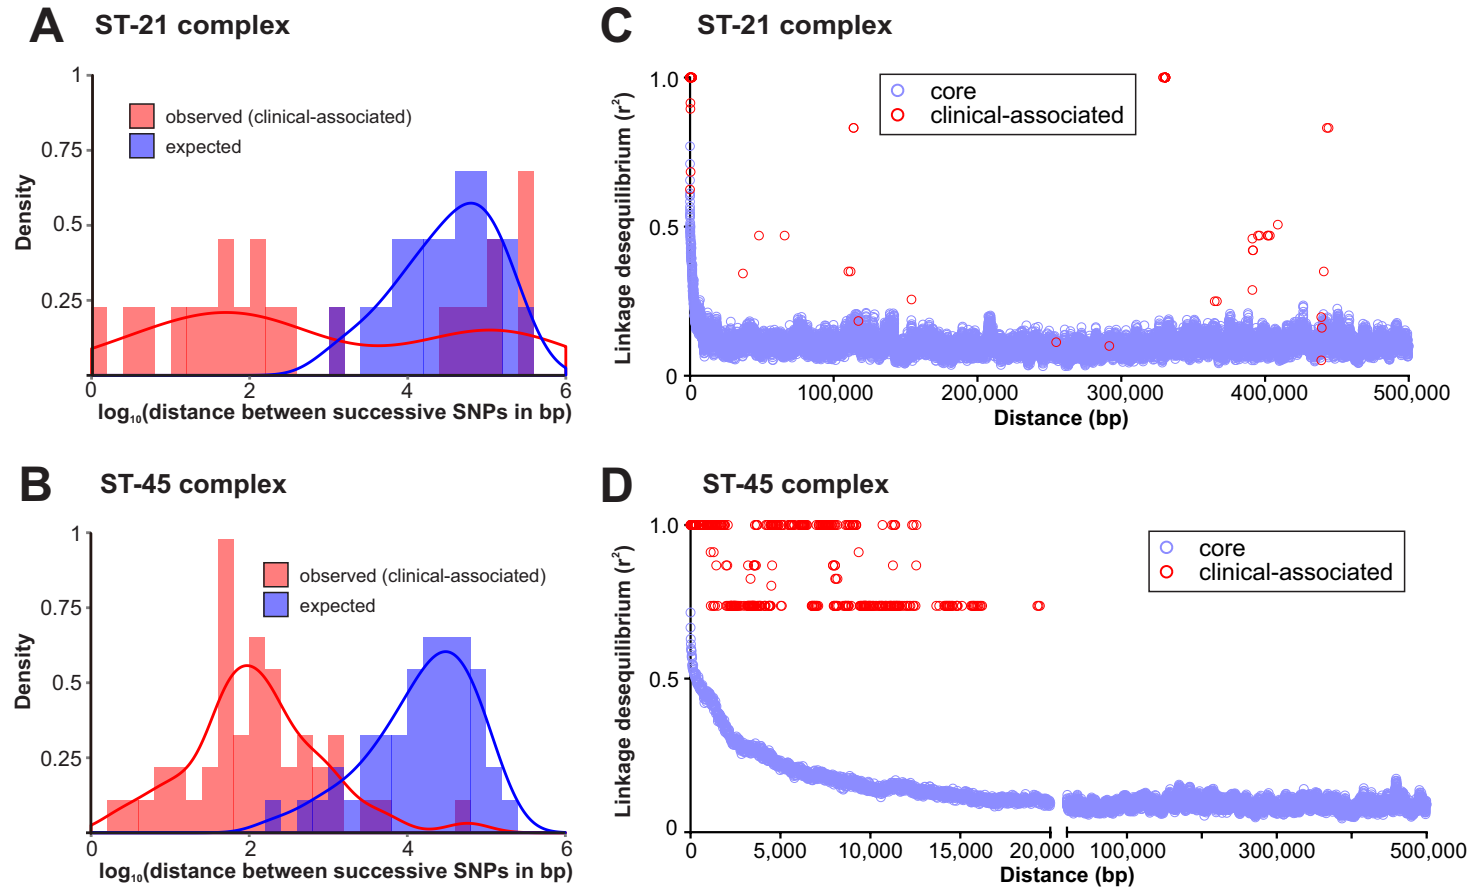 A ST-21 complex
1
0.75
0.5
0.25
Density
observed (clinical-associated)
expected
0 2 4 6
log10(distance between successive SNPs in bp)
C ST-21 complex
1.0
0.5
0
Linkage desequilibrium (r2)
core
clinical-associated
0 100,000 200,000 300,000 400,000 500,000
Distance (bp)
B ST-45 complex
1
0.75
0.5
0.25
Density
observed (clinical-associated)
expected
0 2 4 6
log10(distance between successive SNPs in bp)
D ST-45 complex
1.0
0.5
0
Linkage desequilibrium (r2)
core
clinical-associated
0 5,000 10,000 15,000 20,000 100,000 300,000 500,000
Distance (bp)